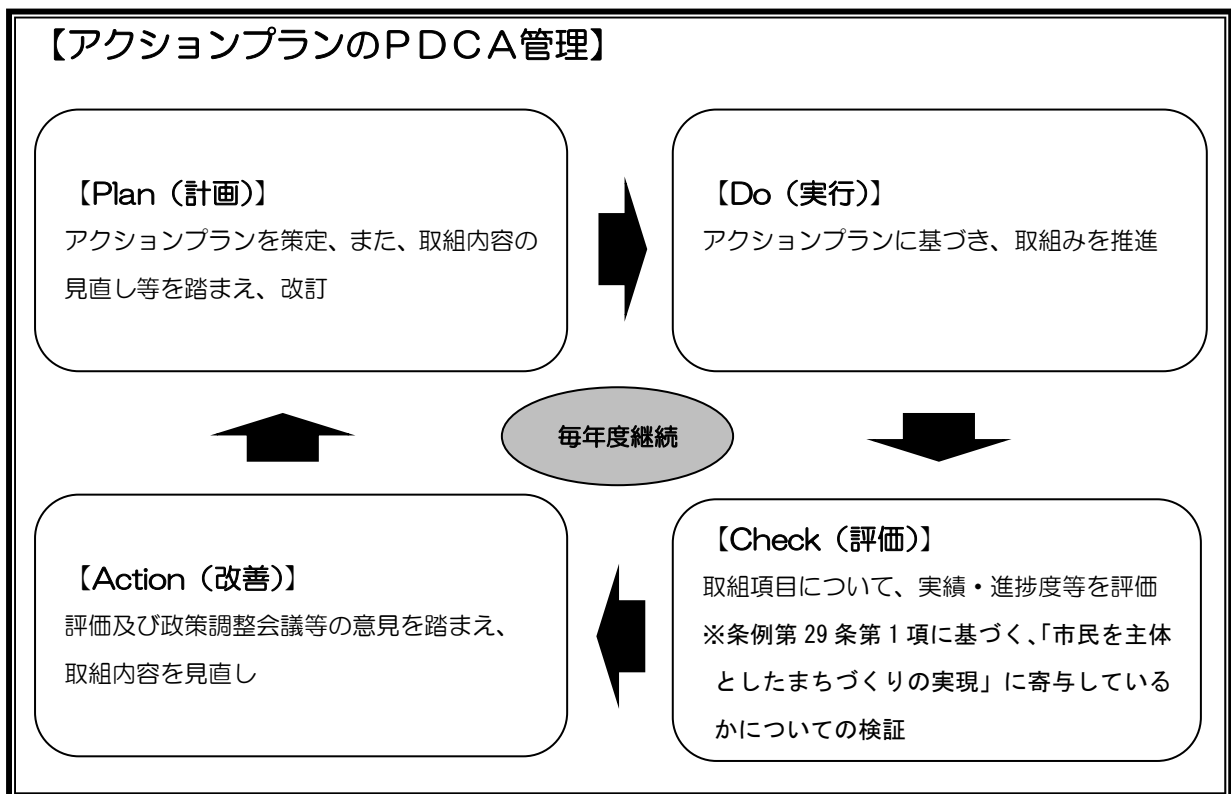 【アクションプランのＰＤＣＡ管理】
【Plan（計画）】
アクションプランを策定、また、取組内容の
見直し等を踏まえ、改訂
【Do（実行）】
アクションプランに基づき、取組みを推進
毎年度継続
【Check（評価）】
取組項目について、実績・進捗度等を評価
※条例第 29 条第 1 項に基づく、「市民を主体
としたまちづくりの実現」に寄与している
かについての検証
【Action（改善）】
評価及び政策調整会議等の意見を踏まえ、
取組内容を見直し